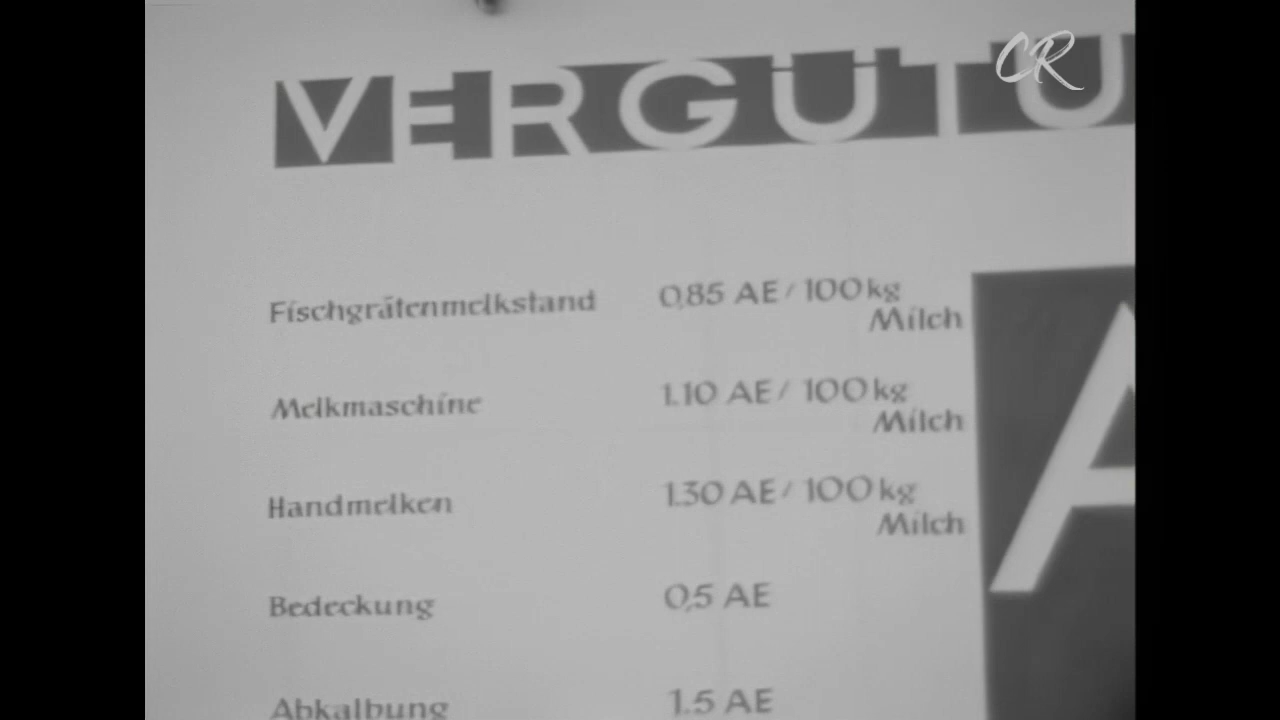 CR
VERGÜTU
Fischgrätenmelkstand 0,85 AE / 100 kg
Milch
Melkmaschine 1.10 AE / 100 kg
Milch
Handmelken 1.30 AE / 100 kg
Milch
Bedeckung 0,5 AE
Abkalbung 1.5 AE
A